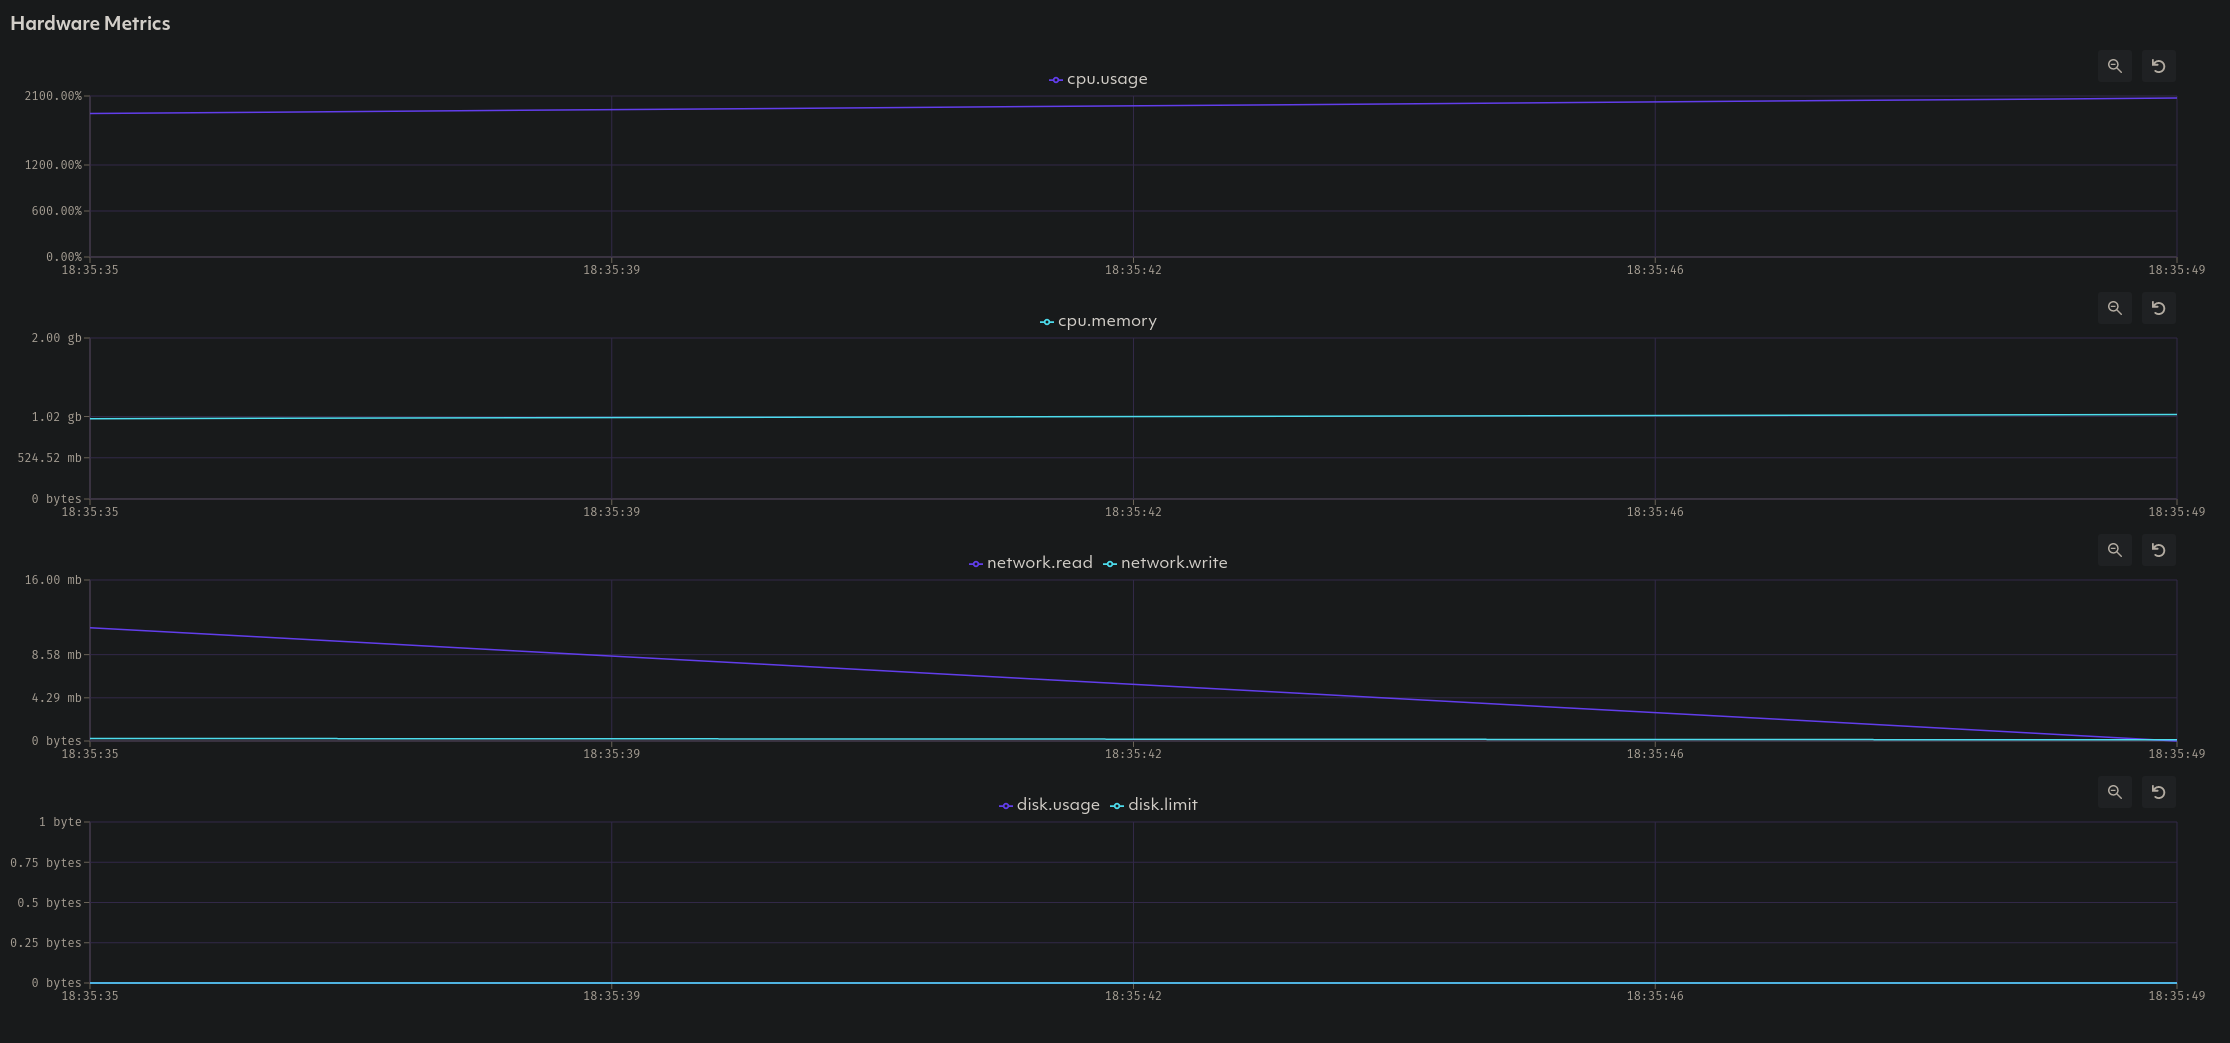 Hardware Metrics
cpu.usage
2100.00%
1200.00%
600.00%
0.00%
18:35:35 18:35:39 18:35:42 18:35:46 18:35:49
cpu.memory
2.00 gb
1.02 gb
524.52 mb
0 bytes
18:35:35 18:35:39 18:35:42 18:35:46 18:35:49
network.read network.write
16.00 mb
8.58 mb
4.29 mb
0 bytes
18:35:35 18:35:39 18:35:42 18:35:46 18:35:49
disk.usage disk.limit
1 byte
0.75 bytes
0.5 bytes
0.25 bytes
0 bytes
18:35:35 18:35:39 18:35:42 18:35:46 18:35:49